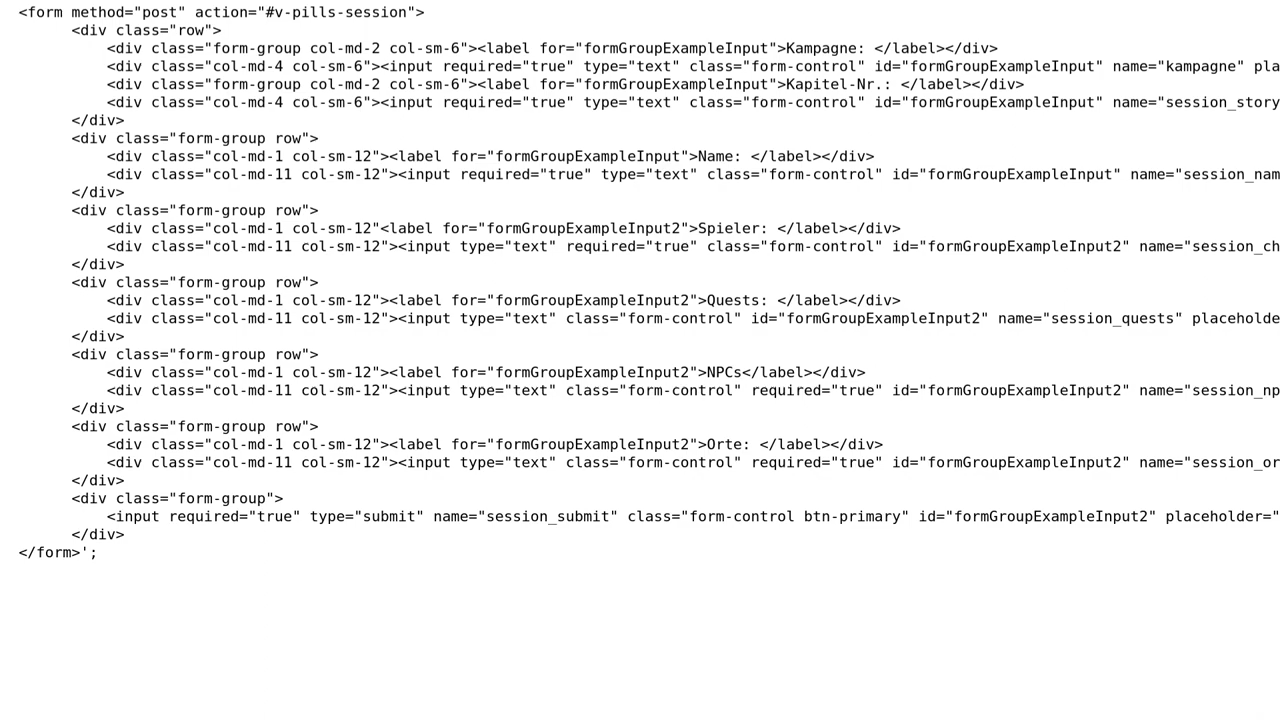 <form method="post" action="#v-pills-session">
<div class="row">
<div class="form-group col-md-2 col-sm-6"><label for="formGroupExampleInput">Kampagne: </label></div>
<div class="col-md-4 col-sm-6"><input required="true" type="text" class="form-control" id="formGroupExampleInput" name="kampagne" pla
<div class="form-group col-md-2 col-sm-6"><label for="formGroupExampleInput">Kapitel-Nr.: </label></div>
<div class="col-md-4 col-sm-6"><input required="true" type="text" class="form-control" id="formGroupExampleInput" name="session_story
</div>
<div class="form-group row">
<div class="col-md-1 col-sm-12"><label for="formGroupExampleInput">Name: </label></div>
<div class="col-md-11 col-sm-12"><input required="true" type="text" class="form-control" id="formGroupExampleInput" name="session_nam
</div>
<div class="form-group row">
<div class="col-md-1 col-sm-12"<label for="formGroupExampleInput2">Spieler: </label></div>
<div class="col-md-11 col-sm-12"><input type="text" required="true" class="form-control" id="formGroupExampleInput2" name="session_ch
</div>
<div class="form-group row">
<div class="col-md-1 col-sm-12"><label for="formGroupExampleInput2">Quests: </label></div>
<div class="col-md-11 col-sm-12"><input type="text" class="form-control" id="formGroupExampleInput2" name="session_quests" placeholde
</div>
<div class="form-group row">
<div class="col-md-1 col-sm-12"><label for="formGroupExampleInput2">NPCs</label></div>
<div class="col-md-11 col-sm-12"><input type="text" class="form-control" required="true" id="formGroupExampleInput2" name="session_np
</div>
<div class="form-group row">
<div class="col-md-1 col-sm-12"><label for="formGroupExampleInput2">Orte: </label></div>
<div class="col-md-11 col-sm-12"><input type="text" class="form-control" required="true" id="formGroupExampleInput2" name="session_or
</div>
<div class="form-group">
<input required="true" type="submit" name="session_submit" class="form-control btn-primary" id="formGroupExampleInput2" placeholder="
</div>
</form>';